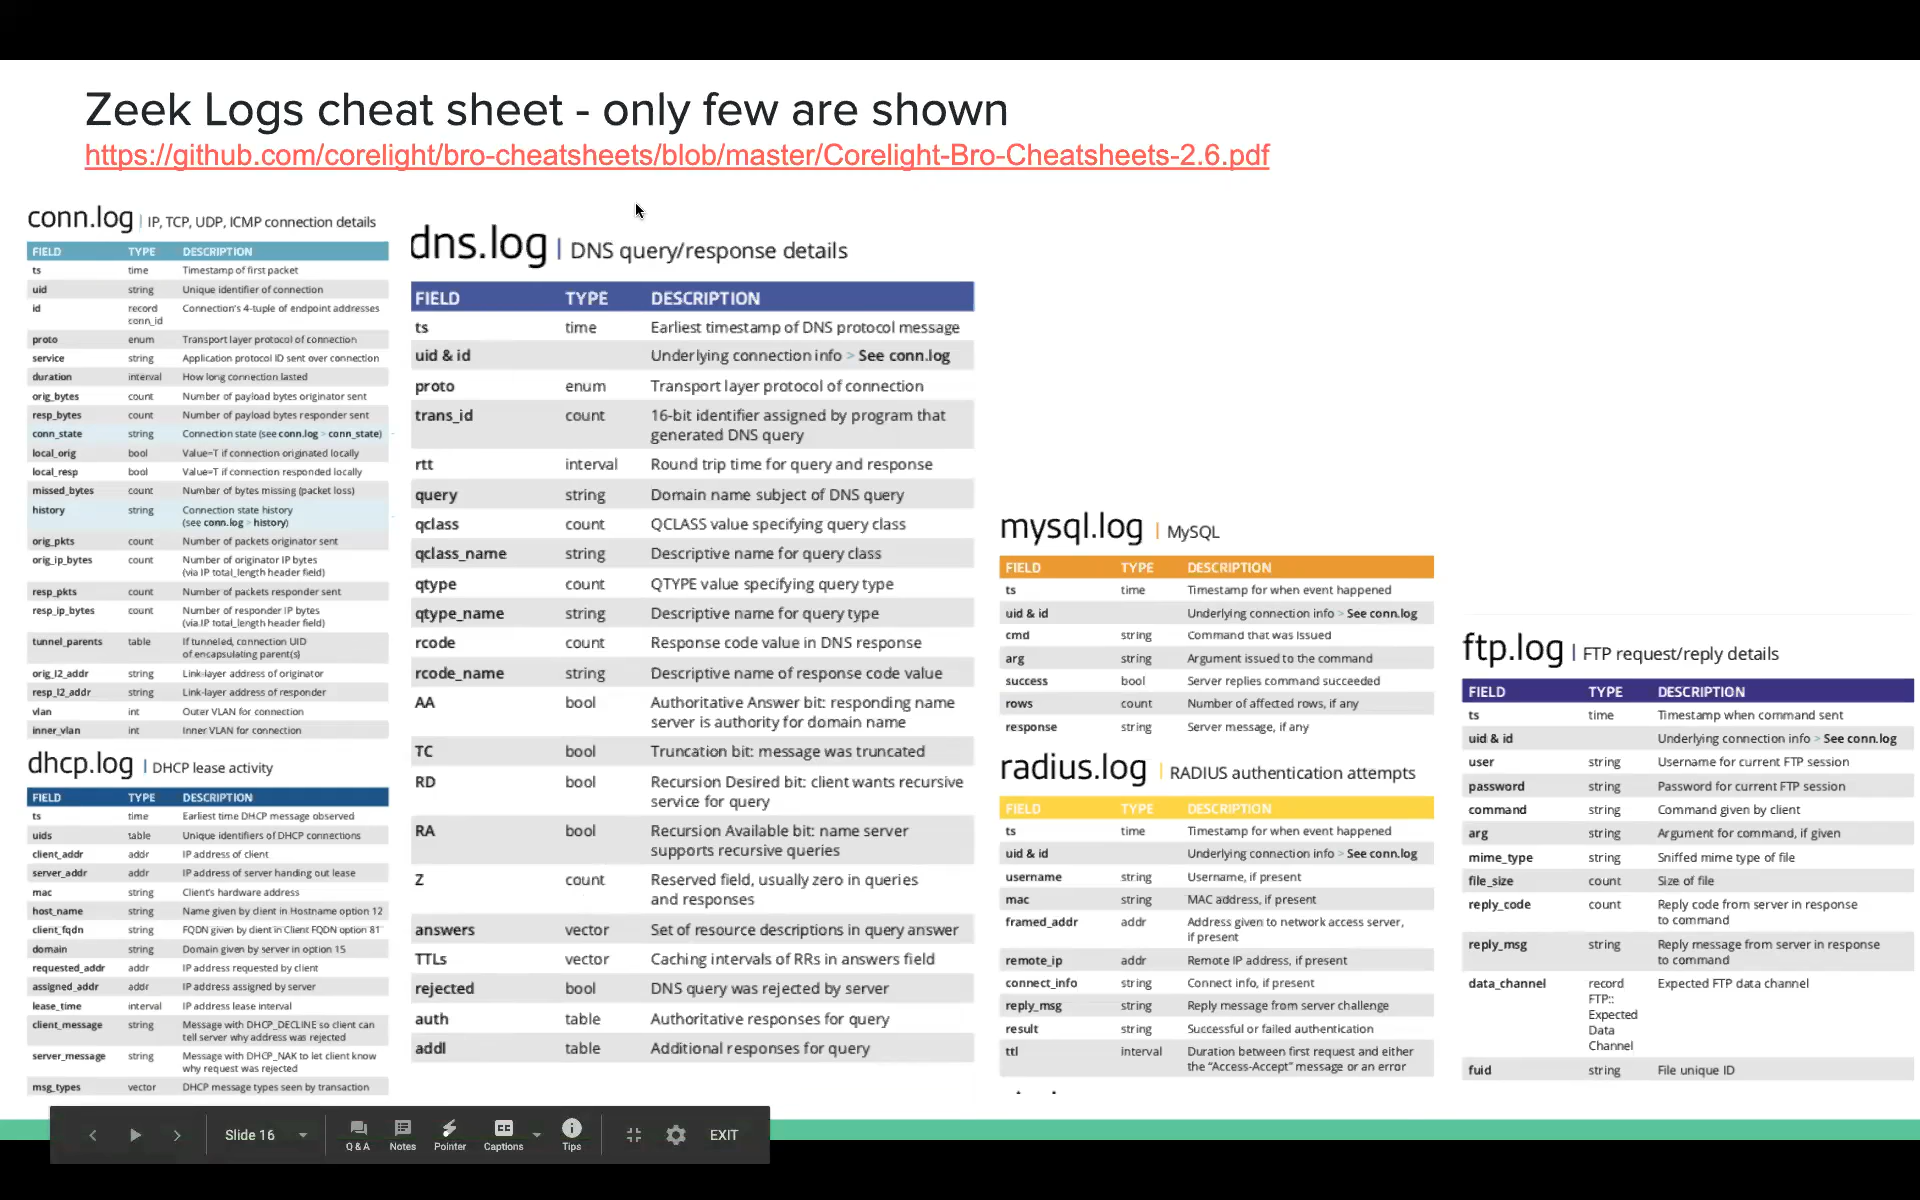 Zeek Logs cheat sheet - only few are shown
https://github.com/corelight/bro-cheatsheets/blob/master/Corelight-Bro-Cheatsheets-2.6.pdf
conn.log | IP, TCP, UDP, ICMP connection details
FIELD TYPE DESCRIPTION
ts time Timestamp of first packet
uid string Unique identifier of connection
id record Connection's 4-tuple of endpoint addresses
conn_id
proto enum Transport layer protocol of connection
service string Application protocol ID sent over connection
duration interval How long connection lasted
orig_bytes count Number of payload bytes originator sent
resp_bytes count Number of payload bytes responder sent
conn_state string Connection state (see conn.log > conn_state)
local_orig bool Value=T if connection originated locally
local_resp bool Value=T if connection responded locally
missed_bytes count Number of bytes missing (packet loss)
history string Connection state history
(see conn.log > history)
orig_pkts count Number of packets originator sent
orig_ip_bytes count Number of originator IP bytes
(via IP total_length header field)
resp_pkts count Number of packets responder sent
resp_ip_bytes count Number of responder IP bytes
(via IP total_length header field)
tunnel_parents table If tunneled, connection UID
of encapsulating parent(s)
orig_l2_addr string Link-layer address of originator
resp_l2_addr string Link-layer address of responder
vlan int Outer VLAN for connection
inner_vlan int Inner VLAN for connection
dhcp.log | DHCP lease activity
FIELD TYPE DESCRIPTION
ts time Earliest time DHCP message observed
uids table Unique identifiers of DHCP connections
client_addr addr IP address of client
server_addr addr IP address of server handing out lease
mac string Client's hardware address
host_name string Name given by client in Hostname option 12
client_fqdn string FQDN given by client in Client FQDN option 81
domain string Domain given by server in option 15
requested_addr addr IP address requested by client
assigned_addr addr IP address assigned by server
lease_time interval IP address lease interval
client_message string Message with DHCP_DECLINE so client can
tell server why address was rejected
server_message string Message with DHCP_NAK to let client know
why request was rejected
msg_types vector DHCP message types seen by transaction
dns.log | DNS query/response details
FIELD TYPE DESCRIPTION
ts time Earliest timestamp of DNS protocol message
uid & id Underlying connection info > See conn.log
proto enum Transport layer protocol of connection
trans_id count 16-bit identifier assigned by program that
generated DNS query
rtt interval Round trip time for query and response
query string Domain name subject of DNS query
qclass count QCLASS value specifying query class
qclass_name string Descriptive name for query class
qtype count QTYPE value specifying query type
qtype_name string Descriptive name for query type
rcode count Response code value in DNS response
rcode_name string Descriptive name of response code value
AA bool Authoritative Answer bit: responding name
server is authority for domain name
TC bool Truncation bit: message was truncated
RD bool Recursion Desired bit: client wants recursive
service for query
RA bool Recursion Available bit: name server
supports recursive queries
Z count Reserved field, usually zero in queries
and responses
answers vector Set of resource descriptions in query answer
TTLs vector Caching intervals of RRs in answers field
rejected bool DNS query was rejected by server
auth table Authoritative responses for query
addl table Additional responses for query
mysql.log | MySQL
FIELD TYPE DESCRIPTION
ts time Timestamp for when event happened
uid & id Underlying connection info > See conn.log
cmd string Command that was issued
arg string Argument issued to the command
success bool Server replies command succeeded
rows count Number of affected rows, if any
response string Server message, if any
radius.log | RADIUS authentication attempts
FIELD TYPE DESCRIPTION
ts time Timestamp for when event happened
uid & id Underlying connection info > See conn.log
username string Username, if present
mac string MAC address, if present
framed_addr addr Address given to network access server,
if present
remote_ip addr Remote IP address, if present
connect_info string Connect info, if present
reply_msg string Reply message from server challenge
result string Successful or failed authentication
ttl interval Duration between first request and either
the "Access-Accept" message or an error
ftp.log | FTP request/reply details
FIELD TYPE DESCRIPTION
ts time Timestamp when command sent
uid & id Underlying connection info > See conn.log
user string Username for current FTP session
password string Password for current FTP session
command string Command given by client
arg string Argument for command, if given
mime_type string Sniffed mime type of file
file_size count Size of file
reply_code count Reply code from server in response
to command
reply_msg string Reply message from server in response
to command
data_channel record Expected FTP data channel
FTP::
Expected
Data
Channel
fuid string File unique ID
Slide 16 Q & A Notes Pointer Captions Tips EXIT